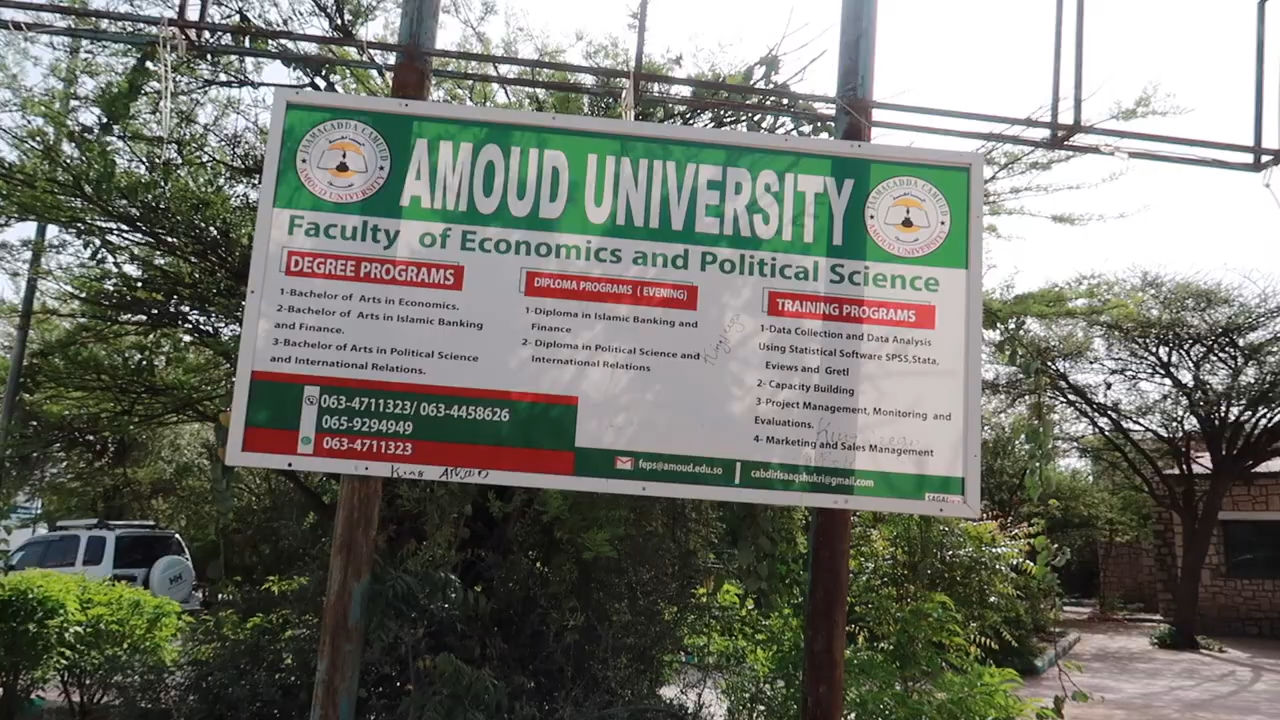 JAAMACADDA CAMUUD
AMOUD UNIVERSITY
AMOUD UNIVERSITY
JAAMACADDA CAMUUD
AMOUD UNIVERSITY
Faculty of Economics and Political Science
DEGREE PROGRAMS
1-Bachelor of Arts in Economics.
2-Bachelor of Arts in Islamic Banking
and Finance.
3-Bachelor of Arts in Political Science
and International Relations.
DIPLOMA PROGRAMS ( EVENING)
1-Diploma in Islamic Banking and
Finance
2- Diploma in Political Science and
International Relations
TRAINING PROGRAMS
1-Data Collection and Data Analysis
Using Statistical Software SPSS,Stata,
Eviews and Gretl
2- Capacity Building
3-Project Management, Monitoring and
Evaluations.
4- Marketing and Sales Management
063-4711323/ 063-4458626
065-9294949
063-4711323
feps@amoud.edu.so
cabdirisaaqshukri@gmail.com
SAGAL
King